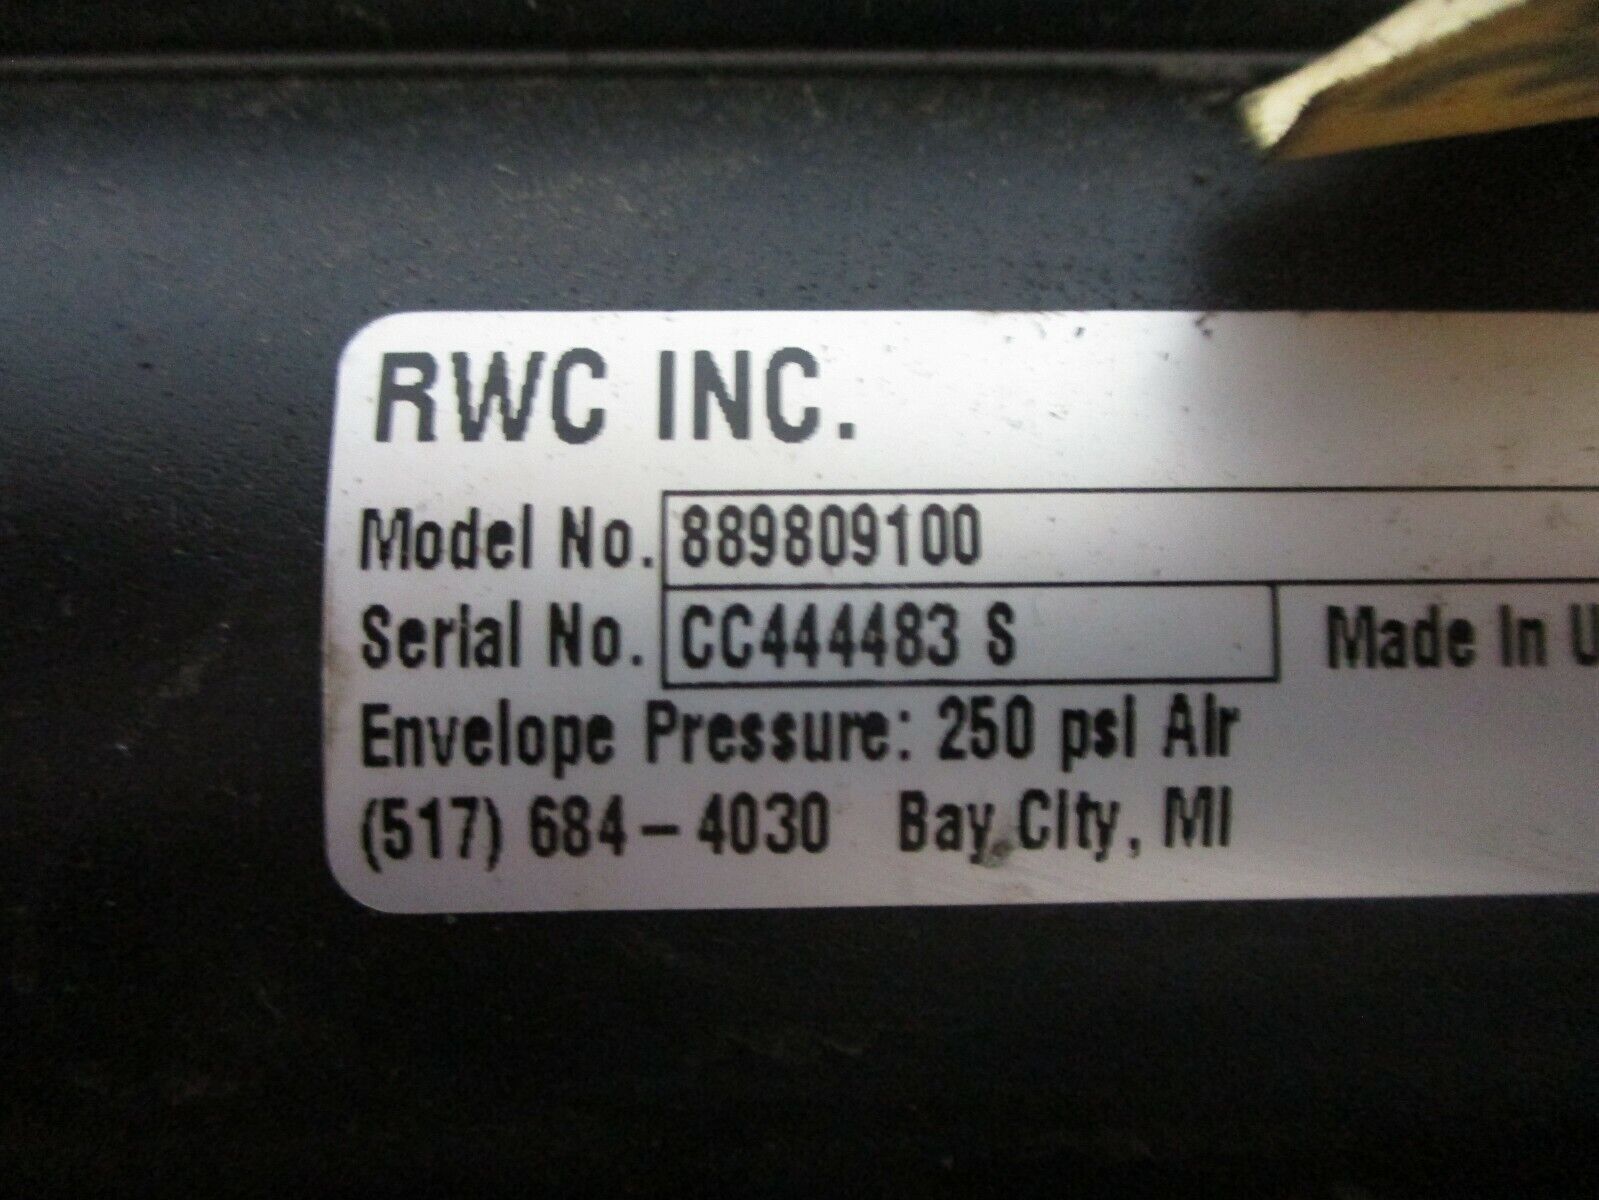 RWC INC.
Model No. 889809100
Serial No. CC444483 S Made In U
Envelope Pressure: 250 psi Air
(517) 684-4030 Bay City, MI